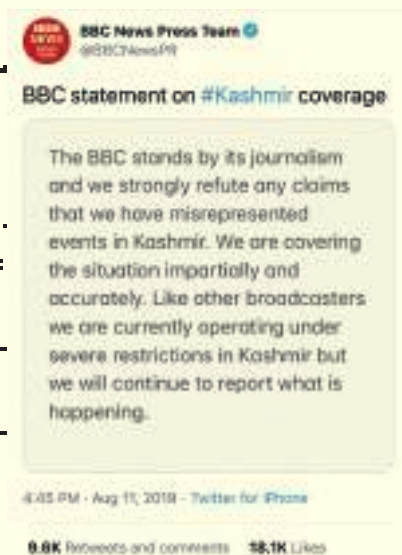 BBC News Press Team
@BBCNewsPR
BBC statement on #Kashmir coverage
The BBC stands by its journalism
and we strongly refute any claims
that we have misrepresented
events in Kashmir. We are covering
the situation impartially and
accurately. Like other broadcasters
we are currently operating under
severe restrictions in Kashmir but
we will continue to report what is
happening.
4:45 PM - Aug 11, 2019 - Twitter for iPhone
Retweets and comments 18.1K Likes